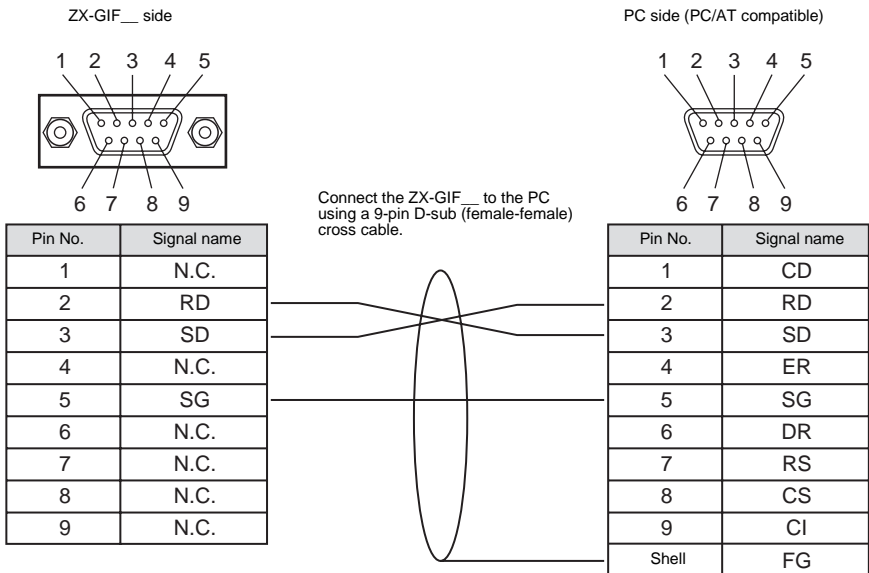 ZX-GIF__ side
PC side (PC/AT compatible)
1 2 3 4 5
1 2 3 4 5
6 7 8 9
6 7 8 9
Connect the ZX-GIF__ to the PC
using a 9-pin D-sub (female-female)
cross cable.
Pin No. Signal name
1 N.C.
2 RD
3 SD
4 N.C.
5 SG
6 N.C.
7 N.C.
8 N.C.
9 N.C.
Pin No. Signal name
1 CD
2 RD
3 SD
4 ER
5 SG
6 DR
7 RS
8 CS
9 CI
Shell FG